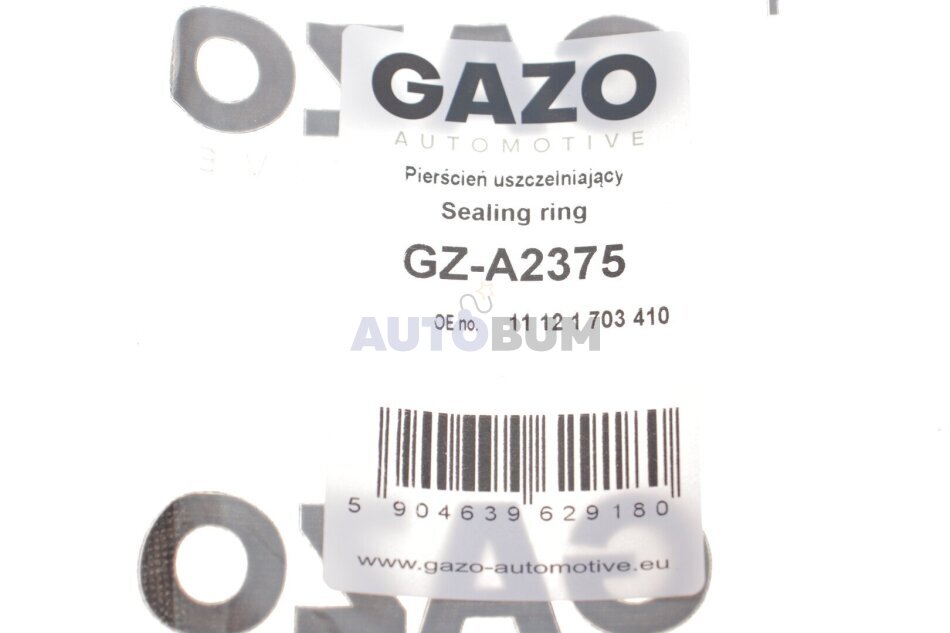 GAZO
AUTOMOTIVE
Pierścień uszczelniający
Sealing ring
GZ-A2375
OE no. 11 12 1 703 410
AUTOBUM
5 904639 629180
www.gazo-automotive.eu